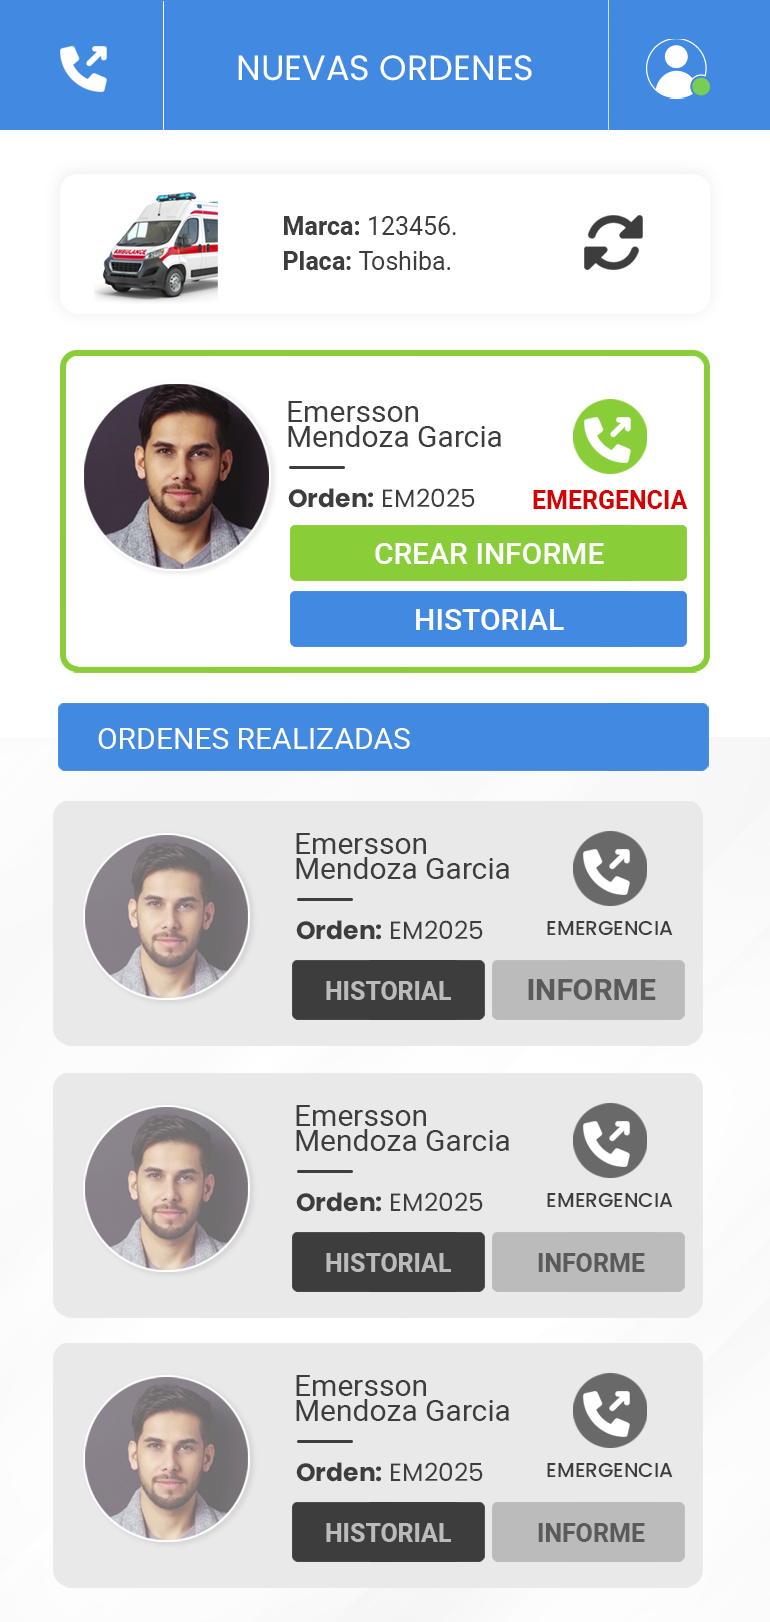 NUEVAS ORDENES
AMBULANCE
Marca: 123456.
Placa: Toshiba.
Emersson
Mendoza Garcia
Orden: EM2025
EMERGENCIA
CREAR INFORME
HISTORIAL
ORDENES REALIZADAS
Emersson
Mendoza Garcia
Orden: EM2025
EMERGENCIA
HISTORIAL INFORME
Emersson
Mendoza Garcia
Orden: EM2025
EMERGENCIA
HISTORIAL INFORME
Emersson
Mendoza Garcia
Orden: EM2025
EMERGENCIA
HISTORIAL INFORME